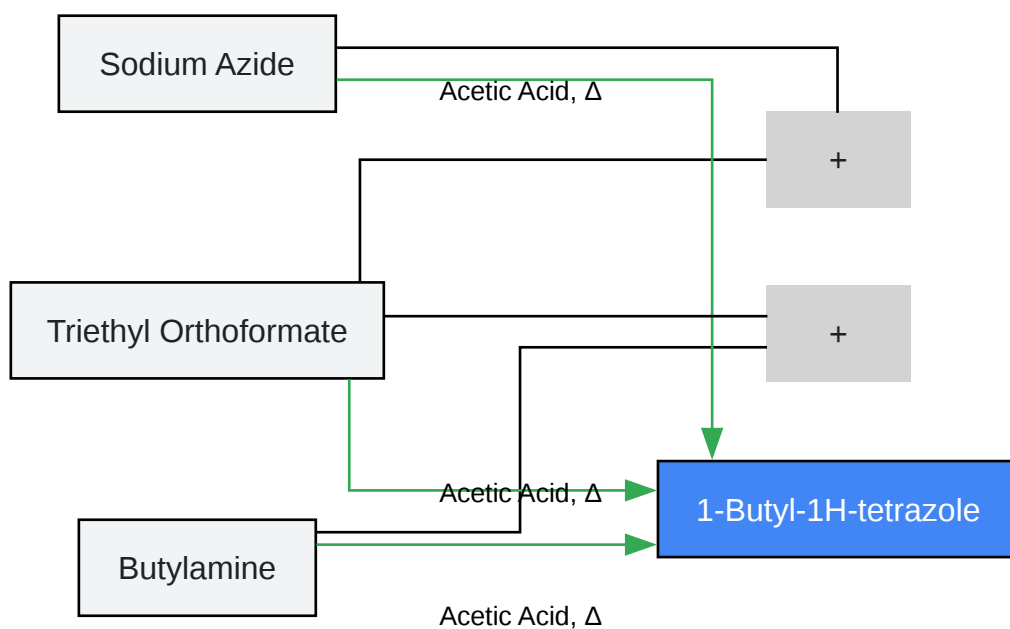 Sodium Azide
Acetic Acid, Δ
+
Triethyl Orthoformate
+
Acetic Acid, Δ
1-Butyl-1H-tetrazole
Butylamine
Acetic Acid, Δ